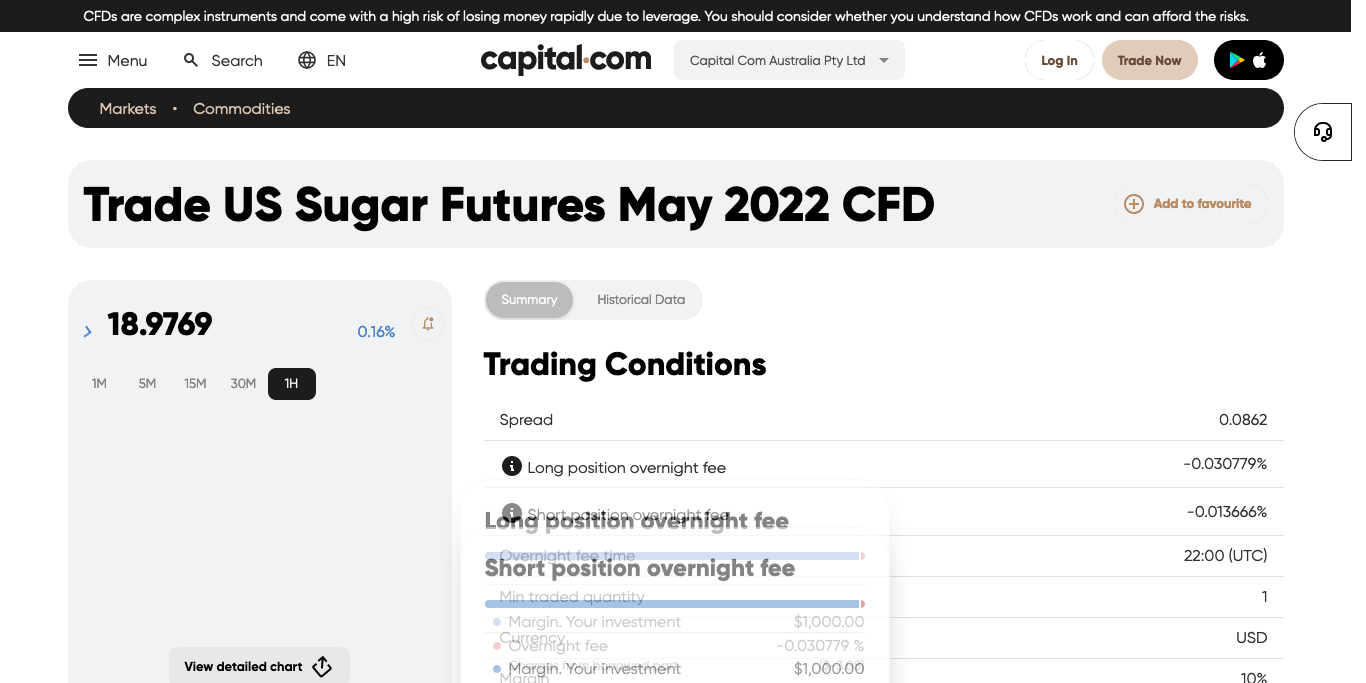 CFDs are complex instruments and come with a high risk of losing money rapidly due to leverage. You should consider whether you understand how CFDs work and can afford the risks.
Menu Search EN capital.com Capital Com Australia Pty Ltd Log In Trade Now
Markets • Commodities
Trade US Sugar Futures May 2022 CFD Add to favourite
18.9769 0.16%
1M 5M 15M 30M 1H
View detailed chart
Summary Historical Data
Trading Conditions
Spread 0.0862
Long position overnight fee -0.030779%
Short position overnight fee -0.013666%
Long position overnight fee
Overnight fee time 22:00 (UTC)
Short position overnight fee
Min traded quantity 1
Margin. Your investment $1,000.00
Currency USD
Overnight fee -0.030779 %
Margin. Your investment $1,000.00
Margin 10%